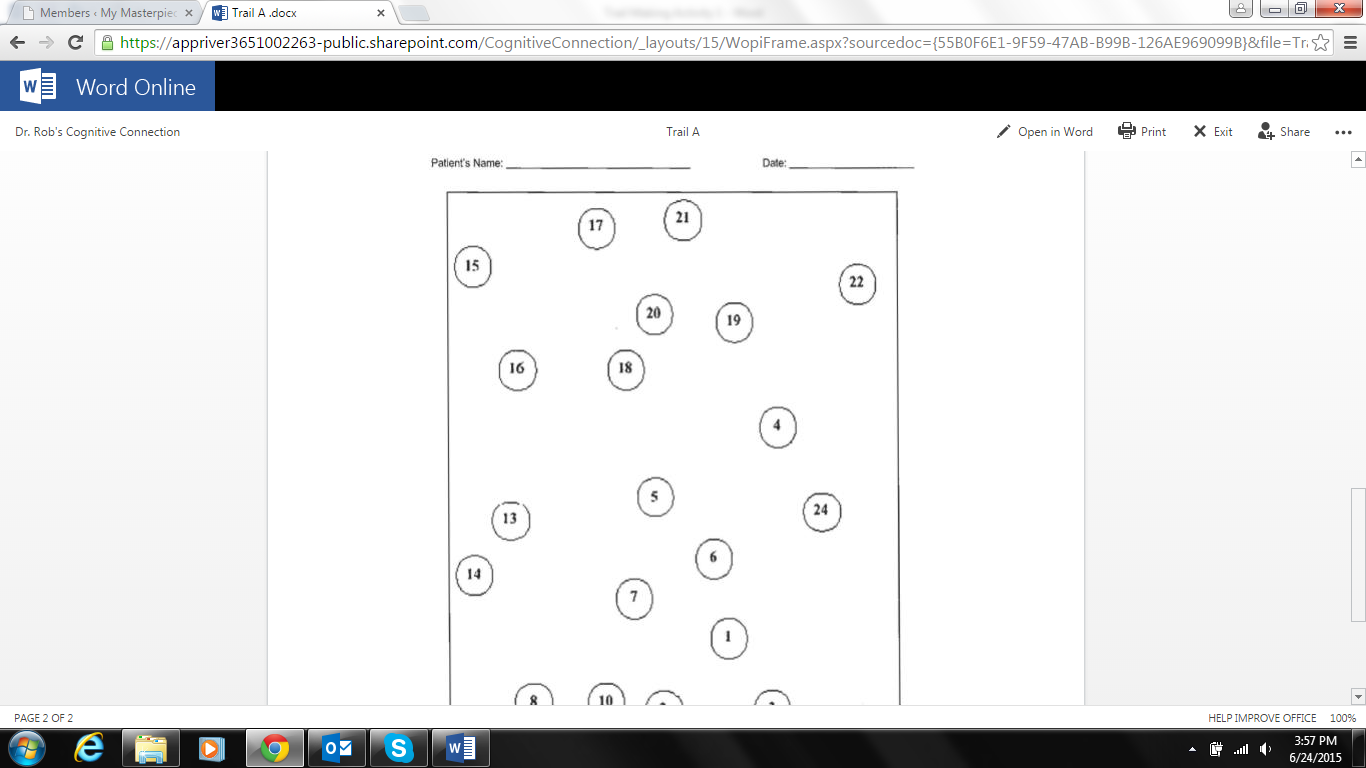 Members ‹ My Masterpiec
Trail A .docx
https://appriver3651002263-public.sharepoint.com/CognitiveConnection/_layouts/15/WopiFrame.aspx?sourcedoc={55B0F6E1-9F59-47AB-B99B-126AE969099B}&file=Tra
Word Online
Dr. Rob's Cognitive Connection
Trail A
Open in Word
Print
Exit
Share
Patient's Name:
Date:
17
21
15
22
20
19
16
18
4
5
24
13
6
14
7
1
8
10
PAGE 2 OF 2
HELP IMPROVE OFFICE
100%
3:57 PM
6/24/2015